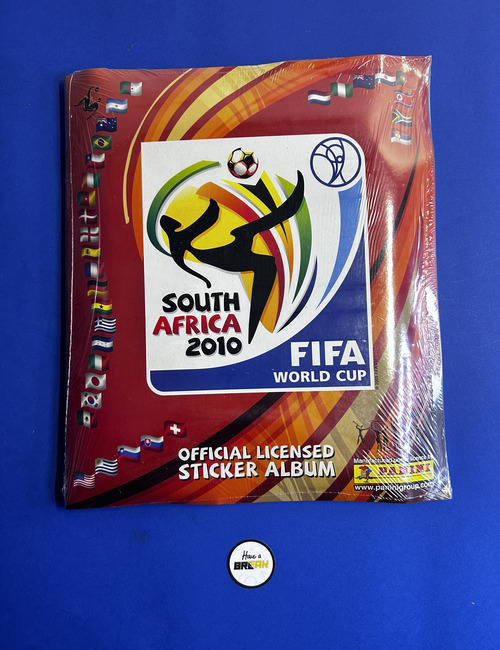 SOUTH
AFRICA
2010
FIFA
WORLD CUP
OFFICIAL LICENSED
STICKER ALBUM
PANINI
www.paninigroup.com
Have a
BREAK